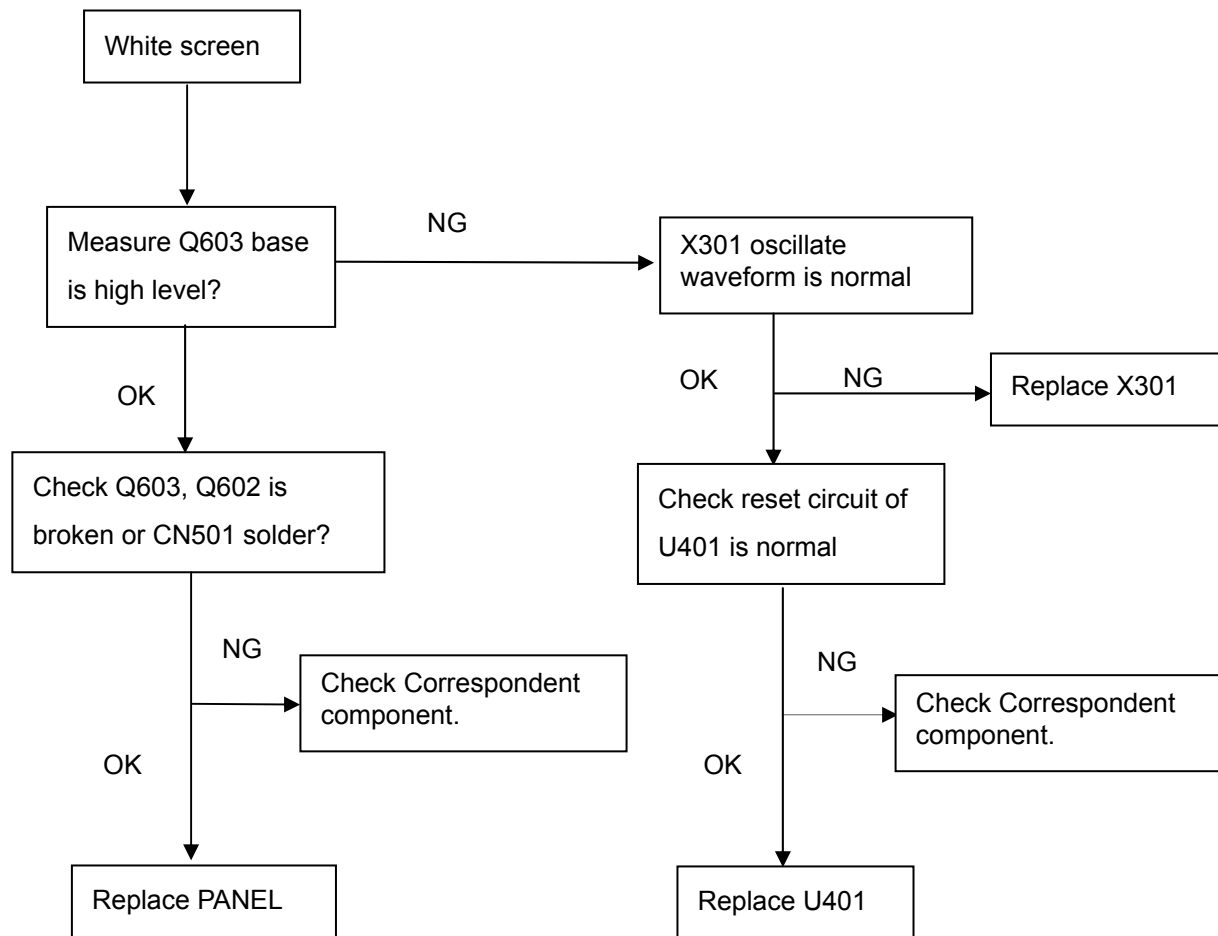 White screen
Measure Q603 base
is high level?
NG
X301 oscillate
waveform is normal
OK
OK
NG
Replace X301
Check Q603, Q602 is
broken or CN501 solder?
Check reset circuit of
U401 is normal
NG
Check Correspondent
component.
NG
Check Correspondent
component.
OK
OK
Replace PANEL
Replace U401